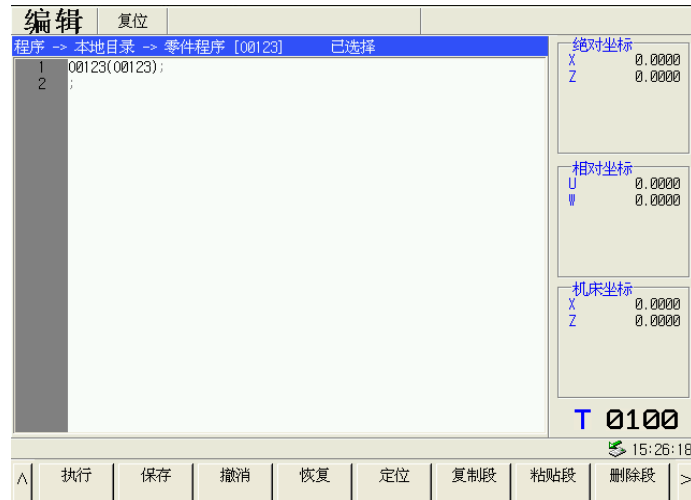 编辑 复位
程序 -> 本地目录 -> 零件程序 [00123] 已选择
1 O0123(O0123);
2 ;
绝对坐标
X 0.0000
Z 0.0000
相对坐标
U 0.0000
W 0.0000
机床坐标
X 0.0000
Z 0.0000
T 0100
15:26:18
^ 执行 保存 撤消 恢复 定位 复制段 粘贴段 删除段 >